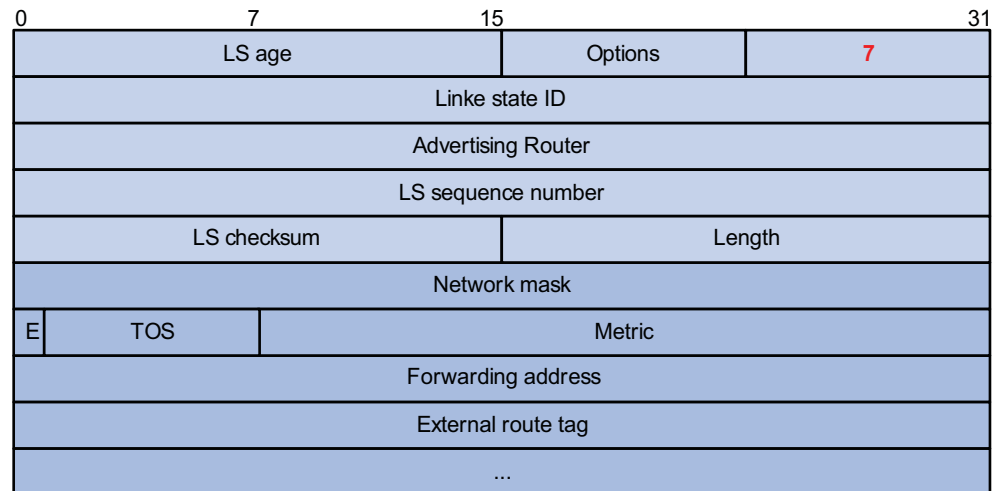 0 7 15 31
LS age Options 7
Linke state ID
Advertising Router
LS sequence number
LS checksum Length
Network mask
E TOS Metric
Forwarding address
External route tag
...